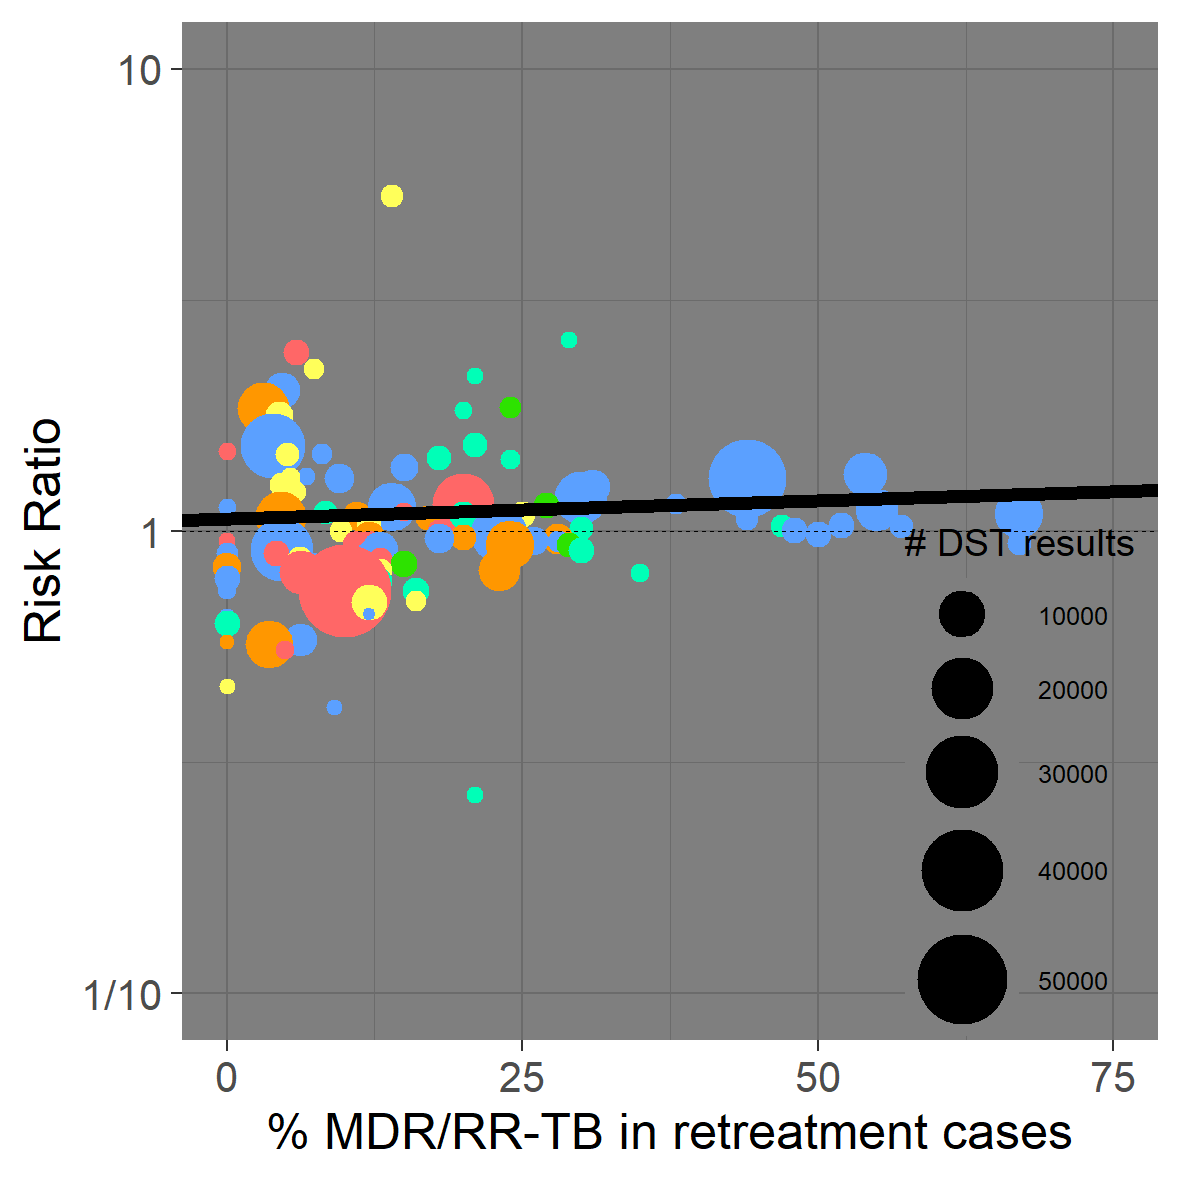 Risk Ratio
10
1
1/10
# DST results
10000
20000
30000
40000
50000
0 25 50 75
% MDR/RR-TB in retreatment cases